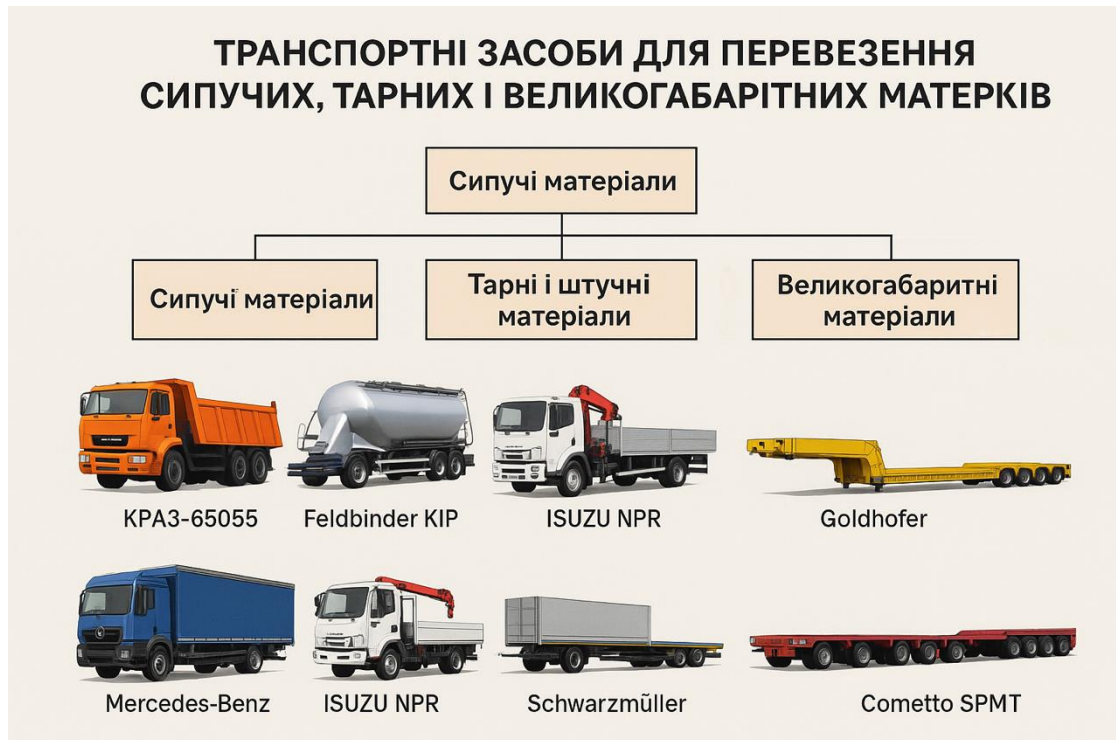 ТРАНСПОРТНІ ЗАСОБИ ДЛЯ ПЕРЕВЕЗЕННЯ
СИПУЧИХ, ТАРНИХ І ВЕЛИКОГАБАРІТНИХ МАТЕРКІВ
Сипучі матеріали
Сипучї матеріали
Тарні і штучні
матеріали
Великогабаритні
матеріали
КРАЗ-65055
Feldbinder KIP
ISUZU NPR
Goldhofer
Mercedes-Benz
ISUZU NPR
Schwarzmüller
Cometto SPMT